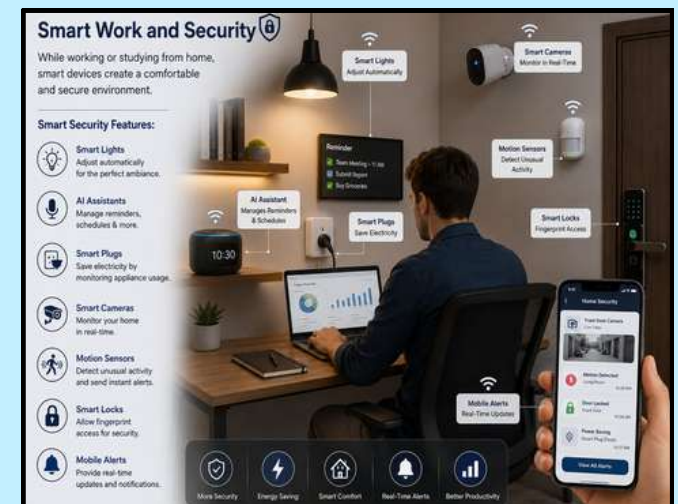 Smart Work and Security
While working or studying from home,
smart devices create a comfortable
and secure environment.
Smart Security Features:
Smart Lights
Adjust automatically
for the perfect ambiance.
AI Assistants
Manage reminders,
schedules & more.
Smart Plugs
Save electricity by
monitoring appliance usage.
Smart Cameras
Monitor your home
in real-time.
Motion Sensors
Detect unusual activity
and send instant alerts.
Smart Locks
Allow fingerprint
access for security.
Mobile Alerts
Provide real-time
updates and notifications.
Smart Lights
Adjust Automatically
Smart Cameras
Monitor in Real-Time
Reminder
Team Meeting - 11 AM
Submit Report
Buy Groceries
Motion Sensors
Detect Unusual
Activity
AI Assistant
Manages Reminders
& Schedules
Smart Plugs
Save Electricity
Smart Locks
Fingerprint Access
10:30
Home Security
Front Door Camera
Motion Detected
Door Locked
Front Door
Power Saving
View All Alerts
Mobile Alerts
Real-Time Updates
More Security
Energy Saving
Smart Comfort
Real-Time Alerts
Better Productivity